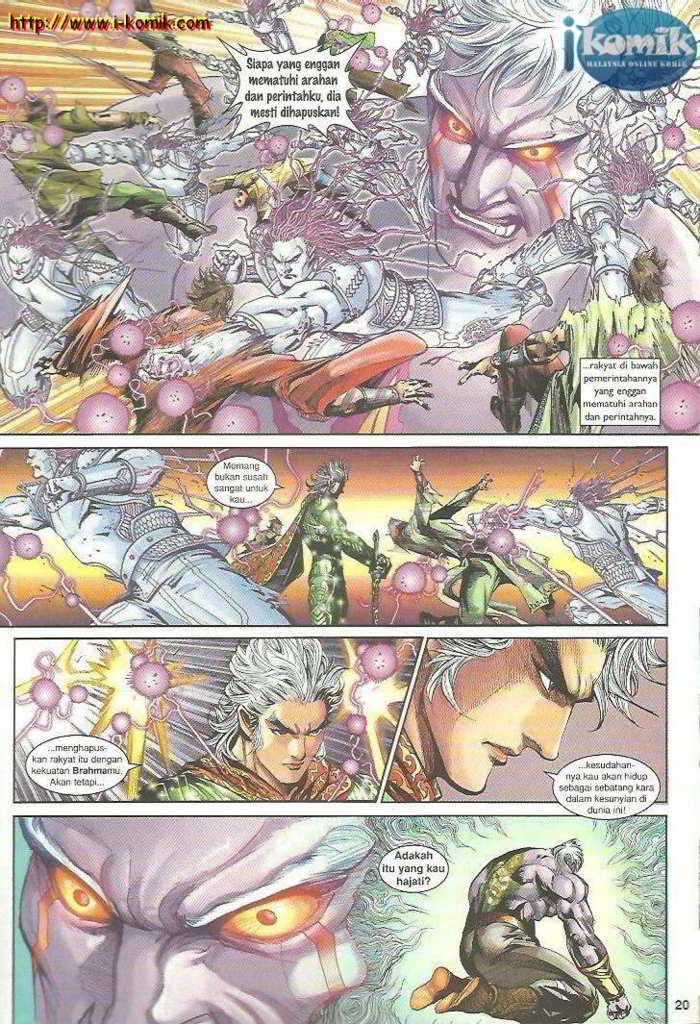 http://www.i-komik.com
ikomik
MALAYSIA ONLINE KOMIK
Siapa yang enggan
mematuhi arahan
dan perintahku, dia
mesti dihapuskan!
...rakyat di bawah
pemerintahannya
yang enggan
mematuhi arahan
dan perintahnya.
Memang
bukan susah
sangat untuk
kau...
...menghapus-
kan rakyat itu dengan
kekuatan Brahmamu.
Akan tetapi...
...kesudahan-
nya kau akan hidup
sebagai sebatang kara
dalam kesunyian di
dunia ini!
Adakah
itu yang kau
hajati?
20